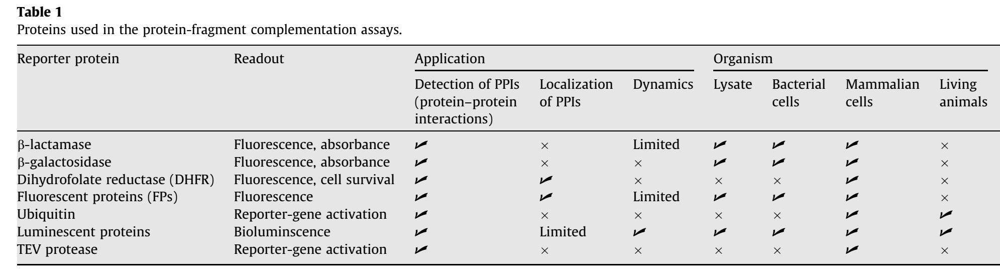 Table 1
Proteins used in the protein-fragment complementation assays.
Reporter protein Readout Application Organism
Detection of PPIs Localization Dynamics Lysate Bacterial Mammalian Living
(protein–protein of PPIs cells cells animals
interactions)
β-lactamase Fluorescence, absorbance ✓ × Limited ✓ ✓ ✓ ×
β-galactosidase Fluorescence, absorbance ✓ × × ✓ ✓ ✓ ×
Dihydrofolate reductase (DHFR) Fluorescence, cell survival ✓ ✓ × × × ✓ ×
Fluorescent proteins (FPs) Fluorescence ✓ ✓ Limited ✓ ✓ ✓ ×
Ubiquitin Reporter-gene activation ✓ × × × × ✓ ✓
Luminescent proteins Bioluminscence ✓ Limited ✓ ✓ ✓ ✓ ✓
TEV protease Reporter-gene activation ✓ × × × × ✓ ×